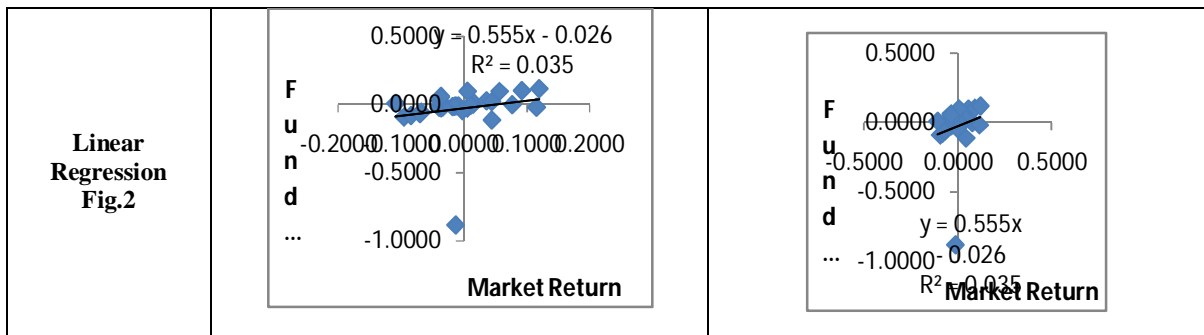 Linear
Regression
Fig.2
0.5000
y = 0.555x - 0.026
R² = 0.035
0.0000
-0.2000
-0.1000
0.0000
0.1000
0.2000
-0.5000
-1.0000
F
u
n
d
...
Market Return
0.5000
0.0000
-0.5000
0.0000
0.5000
-0.5000
-1.0000
F
u
n
d
...
y = 0.555x
- 0.026
R² = 0.035
Market Return